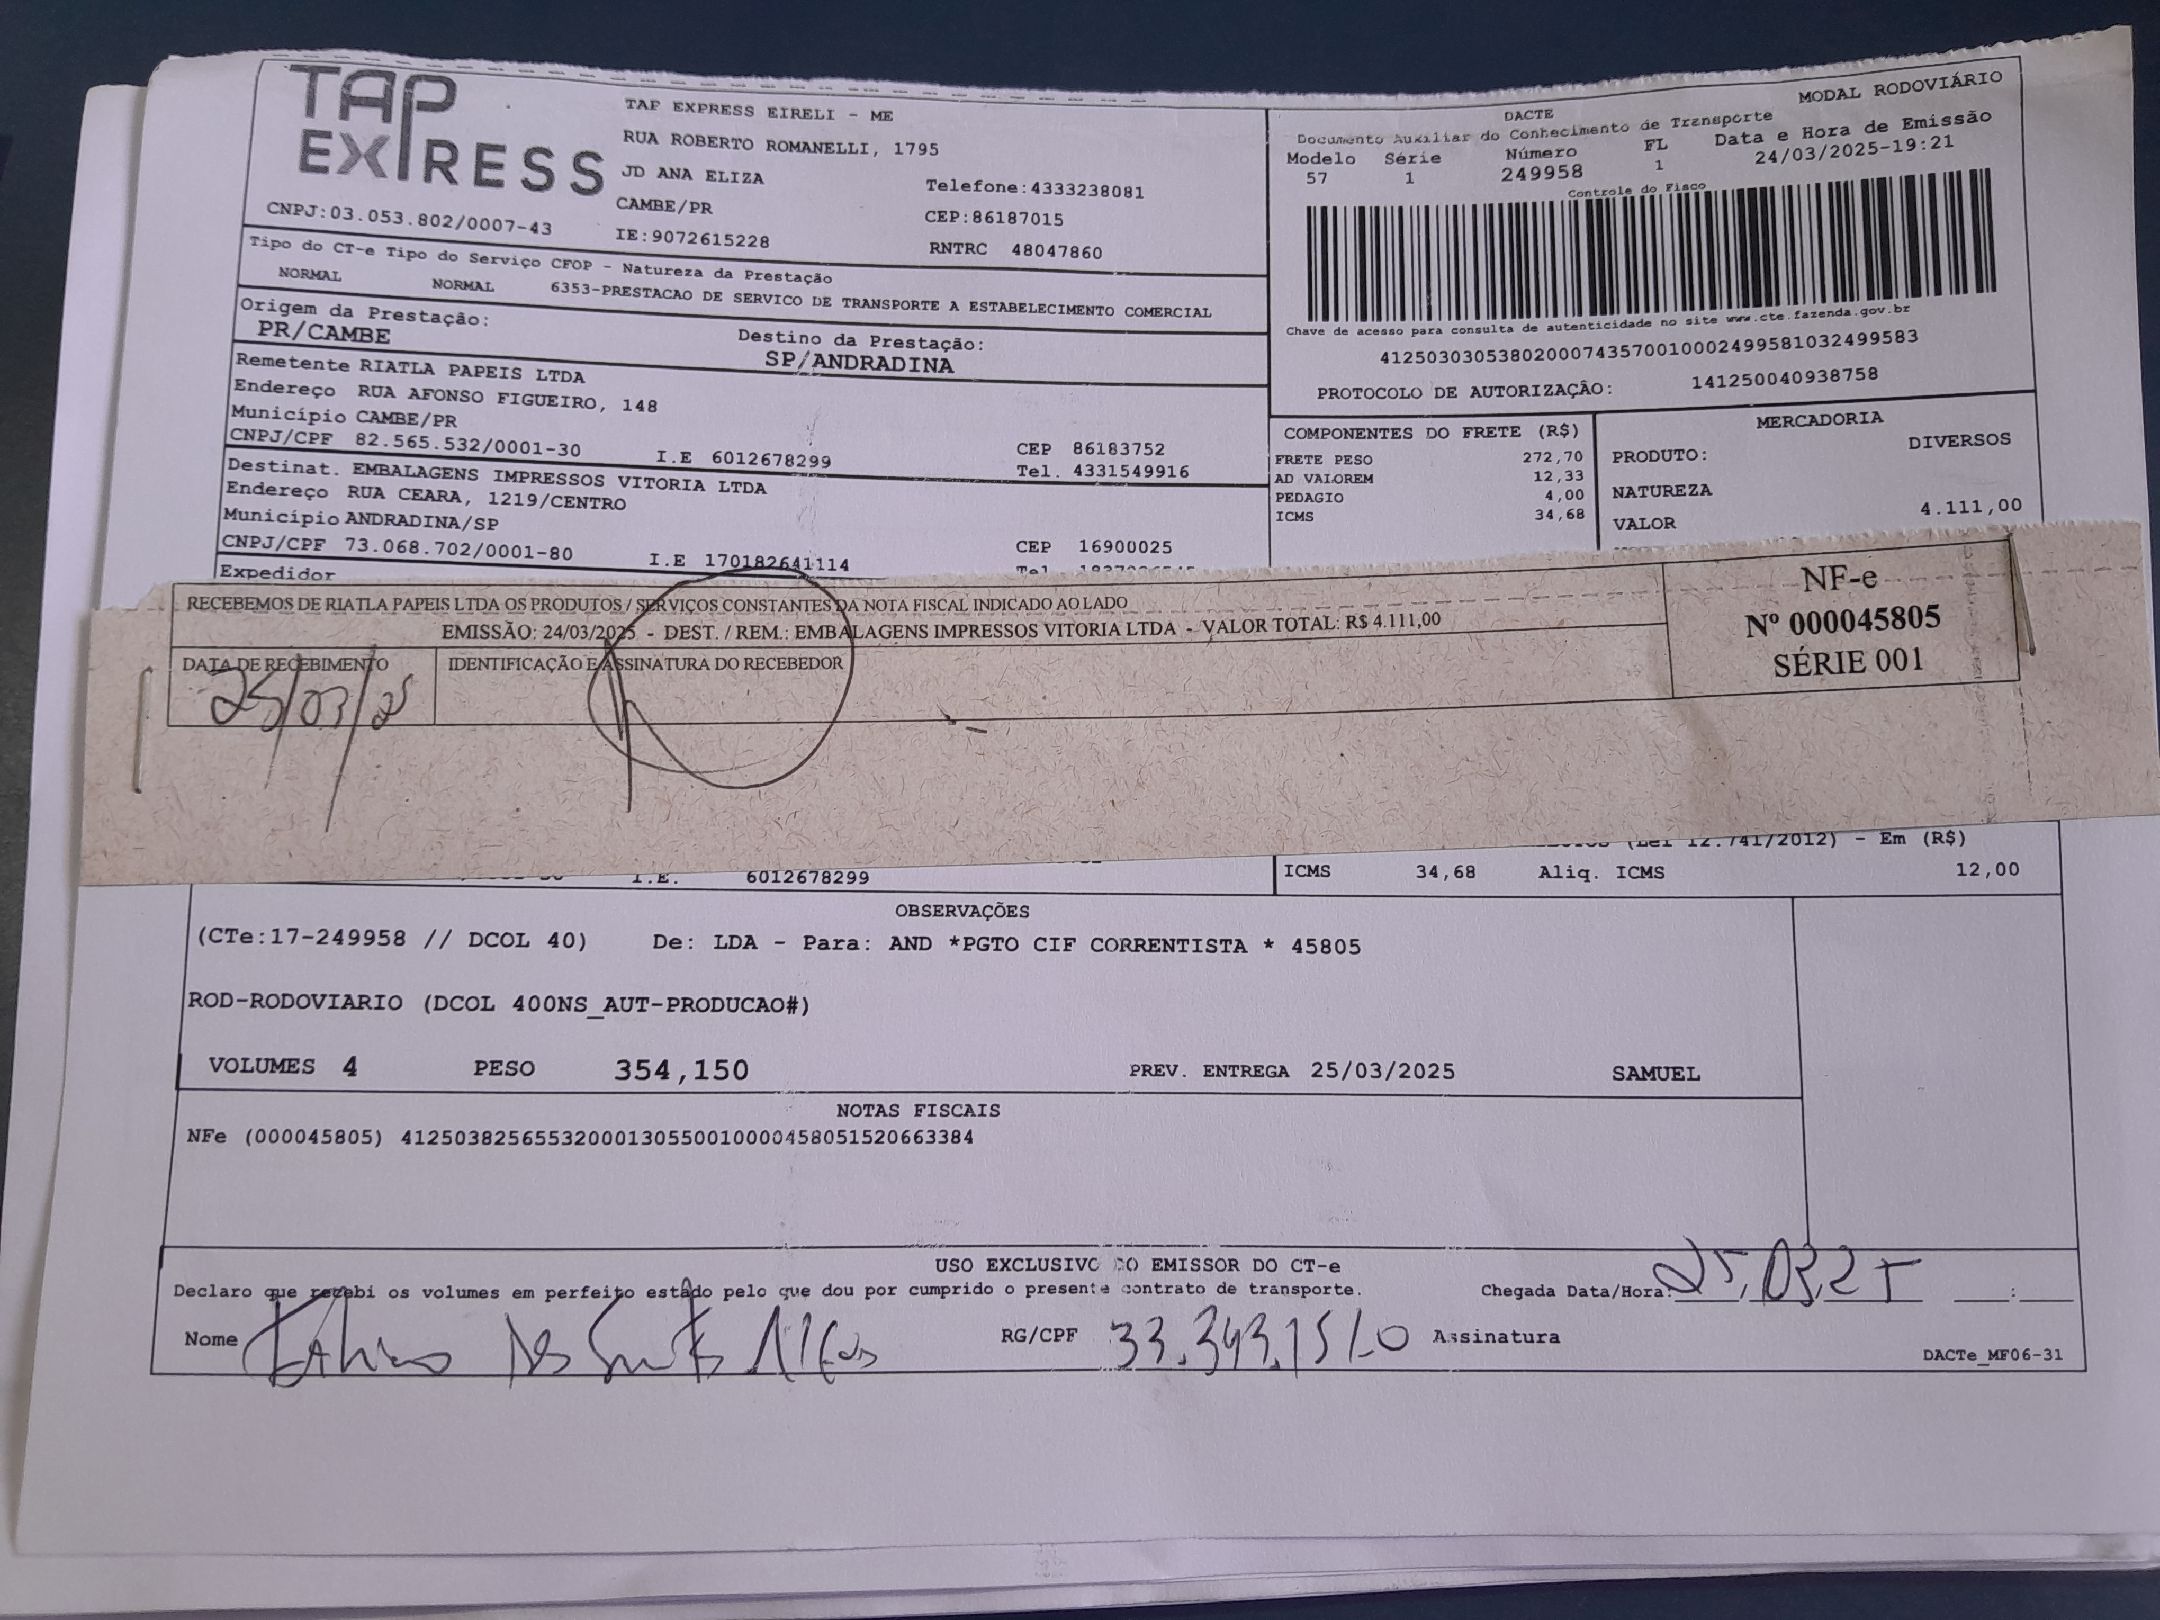 TAP EXPRESS
TAP EXPRESS EIRELI - ME
RUA ROBERTO ROMANELLI, 1795
JD ANA ELIZA
Telefone:4333238081
CAMBE/PR
CEP:86187015
CNPJ:03.053.802/0007-43
IE:9072615228
RNTRC 48047860
MODAL RODOVIÁRIO
DACTE
Documento Auxiliar do Conhecimento de Transporte
Modelo Série Número FL Data e Hora de Emissão
57 1 249958 1 24/03/2025-19:21
Controle do Fisco
Chave de acesso para consulta de autenticidade no site www.cte.fazenda.gov.br
41250303053802000743570010002499581032499583
PROTOCOLO DE AUTORIZAÇÃO: 141250040938758
Tipo do CT-e Tipo do Serviço CFOP - Natureza da Prestação
NORMAL NORMAL 6353-PRESTACAO DE SERVICO DE TRANSPORTE A ESTABELECIMENTO COMERCIAL
Origem da Prestação: Destino da Prestação:
PR/CAMBE SP/ANDRADINA
Remetente RIATLA PAPEIS LTDA
Endereço RUA AFONSO FIGUEIRO, 148
Município CAMBE/PR CEP 86183752
CNPJ/CPF 82.565.532/0001-30 I.E 6012678299 Tel. 4331549916
Destinat. EMBALAGENS IMPRESSOS VITORIA LTDA
Endereço RUA CEARA, 1219/CENTRO
Município ANDRADINA/SP CEP 16900025
CNPJ/CPF 73.068.702/0001-80 I.E 170182641114
Expedidor
COMPONENTES DO FRETE (R$)
FRETE PESO 272,70
AD VALOREM 12,33
PEDAGIO 4,00
ICMS 34,68
MERCADORIA
PRODUTO: DIVERSOS
NATUREZA
VALOR 4.111,00
RECEBEMOS DE RIATLA PAPEIS LTDA OS PRODUTOS / SERVIÇOS CONSTANTES DA NOTA FISCAL INDICADO AO LADO
EMISSÃO: 24/03/2025 - DEST. / REM.: EMBALAGENS IMPRESSOS VITORIA LTDA - VALOR TOTAL: R$ 4.111,00
DATA DE RECEBIMENTO IDENTIFICAÇÃO E ASSINATURA DO RECEBEDOR
25/03/25
NF-e
Nº 000045805
SÉRIE 001
(Lei 12.741/2012) - Em (R$)
I.E. 6012678299
ICMS 34,68 Aliq. ICMS 12,00
OBSERVAÇÕES
(CTe:17-249958 // DCOL 40) De: LDA - Para: AND *PGTO CIF CORRENTISTA * 45805
ROD-RODOVIARIO (DCOL 400NS_AUT-PRODUCAO#)
VOLUMES 4 PESO 354,150 PREV. ENTREGA 25/03/2025 SAMUEL
NOTAS FISCAIS
NFe (000045805) 41250382565532000130550010000458051520663384
USO EXCLUSIVO DO EMISSOR DO CT-e
Declaro que recebi os volumes em perfeito estado pelo que dou por cumprido o presente contrato de transporte.
Chegada Data/Hora: 25,03,25 :
Nome dos RG/CPF Assinatura
DACTe_MF06-31